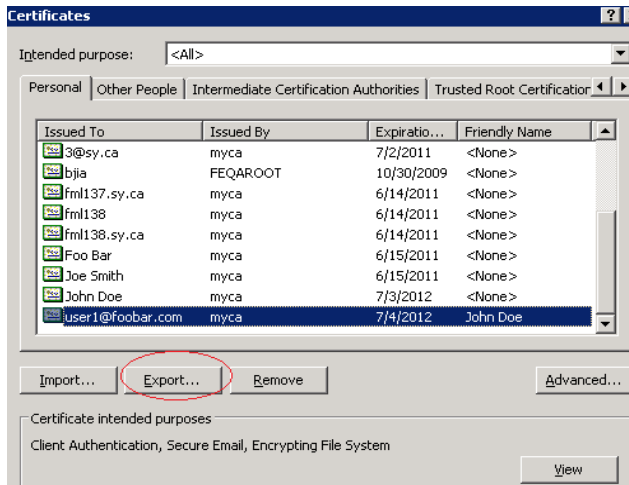 Certificates ?
Intended purpose: <All>
Personal Other People Intermediate Certification Authorities Trusted Root Certification
Issued To Issued By Expiratio... Friendly Name
3@sy.ca myca 7/2/2011 <None>
bjia FEQAROOT 10/30/2009 <None>
fml137.sy.ca myca 6/14/2011 <None>
fml138 myca 6/14/2011 <None>
fml138.sy.ca myca 6/14/2011 <None>
Foo Bar myca 6/15/2011 <None>
Joe Smith myca 6/15/2011 <None>
John Doe myca 7/3/2012 <None>
user1@foobar.com myca 7/4/2012 John Doe
Import... Export... Remove Advanced...
Certificate intended purposes
Client Authentication, Secure Email, Encrypting File System
View